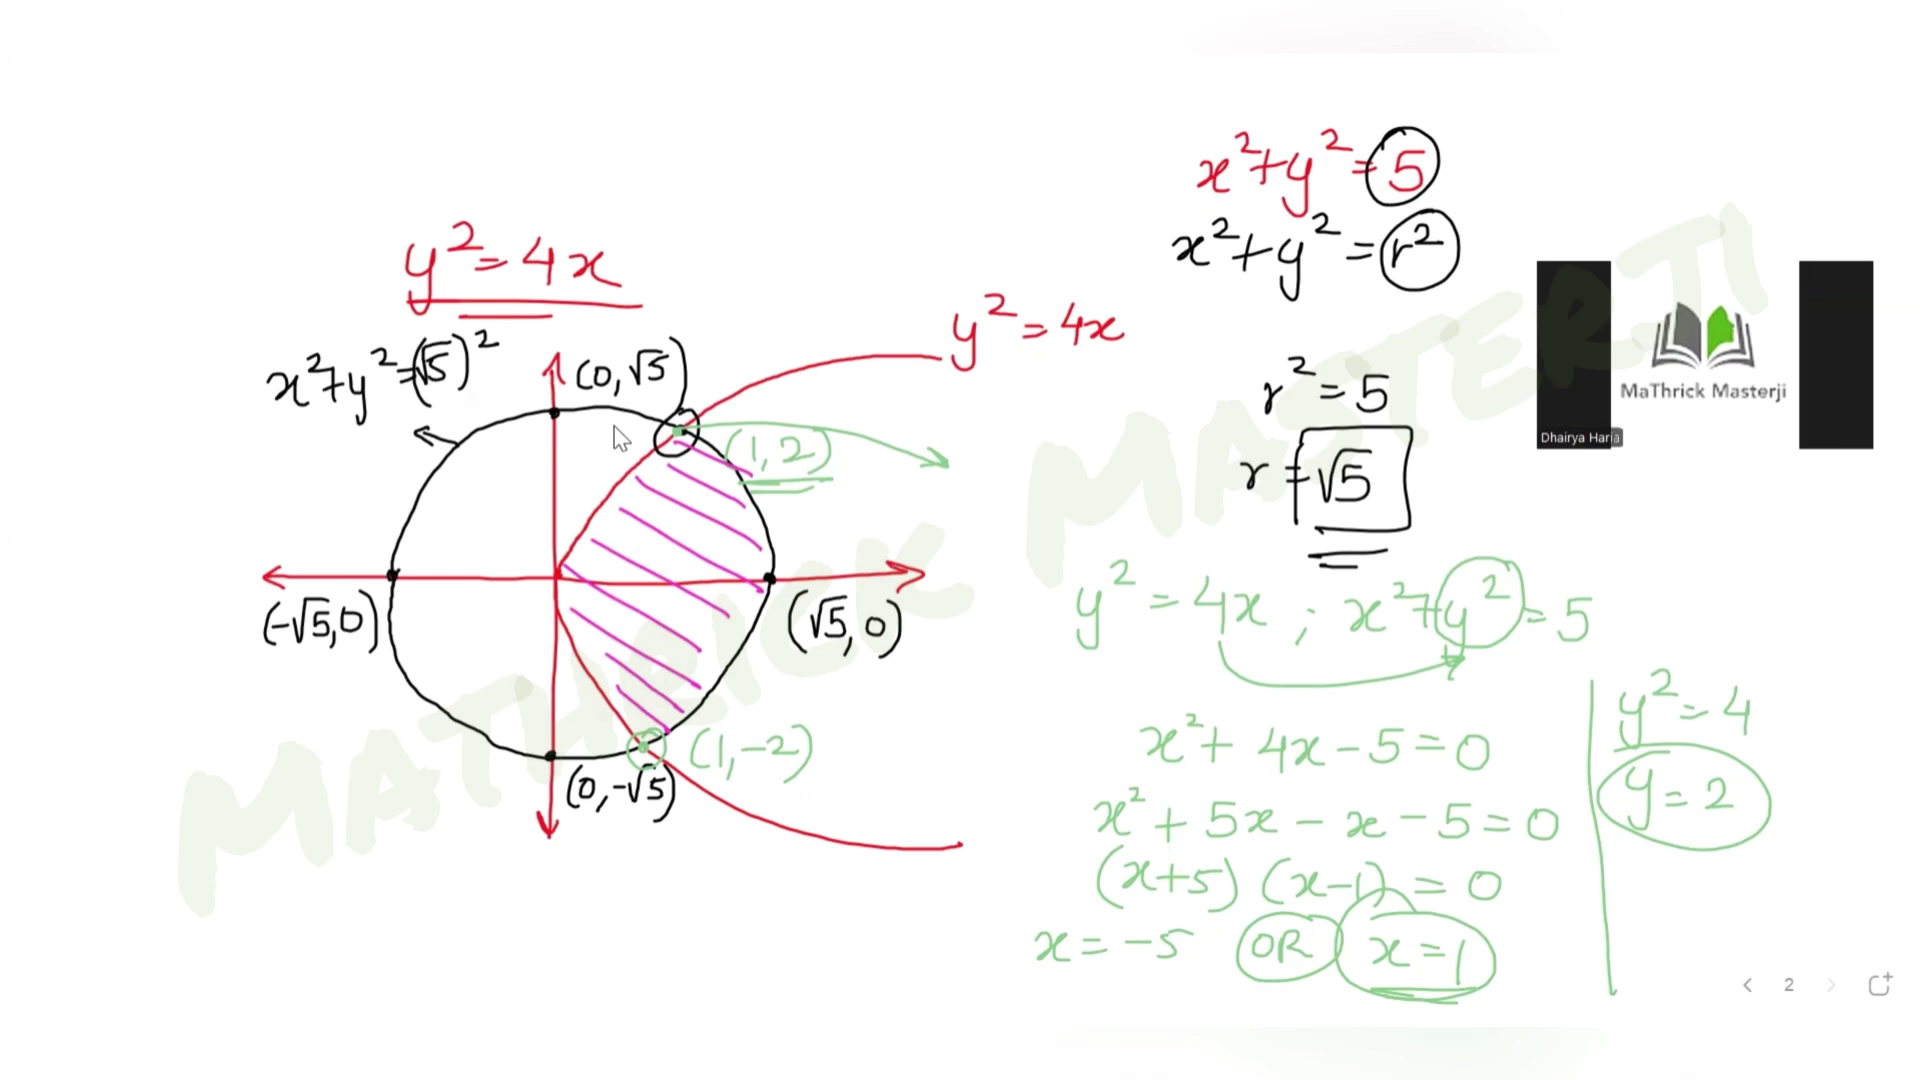 x²+y²=5
x²+y²=r²
y²=4x
y²=4x
x²+y²=(√5)²
(0,√5)
r²=5
MaThrick Masterji
Dhairya Haria
(1,2)
r=√5
(-√5,0)
(√5,0)
y²=4x ; x²+y²=5
(1,-2)
(0,-√5)
x²+4x-5=0
y²=4
x²+5x-x-5=0
y=2
(x+5)(x-1)=0
x=-5 OR x=1
< 2 >
MATHRICK MASTERJI